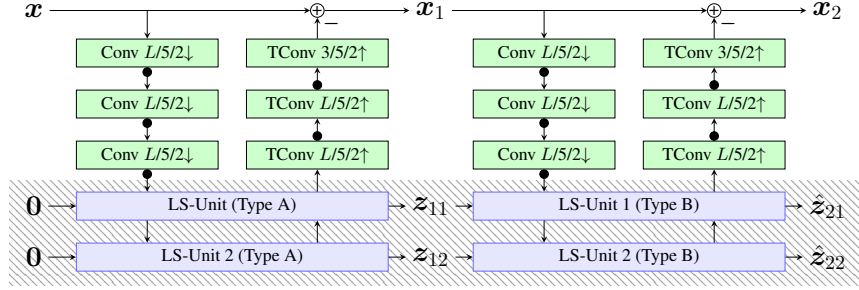 x − x₁ − x₂
Conv L/5/2↓ TConv 3/5/2↑ Conv L/5/2↓ TConv 3/5/2↑
Conv L/5/2↓ TConv L/5/2↑ Conv L/5/2↓ TConv L/5/2↑
Conv L/5/2↓ TConv L/5/2↑ Conv L/5/2↓ TConv L/5/2↑
0 LS-Unit (Type A) z₁₁ LS-Unit 1 (Type B) ẑ₂₁
0 LS-Unit 2 (Type A) z₁₂ LS-Unit 2 (Type B) ẑ₂₂